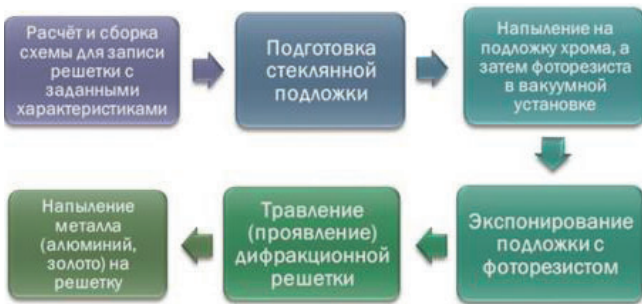 Расчёт и сборка
схемы для записи
решетки с
заданными
характеристиками
Подготовка
стеклянной
подложки
Напыление на
подложку хрома, а
затем фоторезиста
в вакуумной
установке
Экспонирование
подложки с
фоторезистом
Травление
(проявление)
дифракционной
решетки
Напыление
металла
(алюминий,
золото) на
решетку